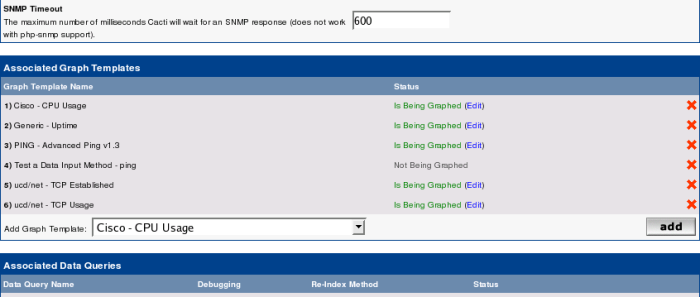 SNMP Timeout
The maximum number of milliseconds Cacti will wait for an SNMP response (does not work
with php-snmp support).
600
Associated Graph Templates
Graph Template Name Status
1) Cisco - CPU Usage Is Being Graphed (Edit)
2) Generic - Uptime Is Being Graphed (Edit)
3) PING - Advanced Ping v1.3 Is Being Graphed (Edit)
4) Test a Data Input Method - ping Not Being Graphed
5) ucd/net - TCP Established Is Being Graphed (Edit)
6) ucd/net - TCP Usage Is Being Graphed (Edit)
Add Graph Template: Cisco - CPU Usage add
Associated Data Queries
Data Query Name Debugging Re-Index Method Status